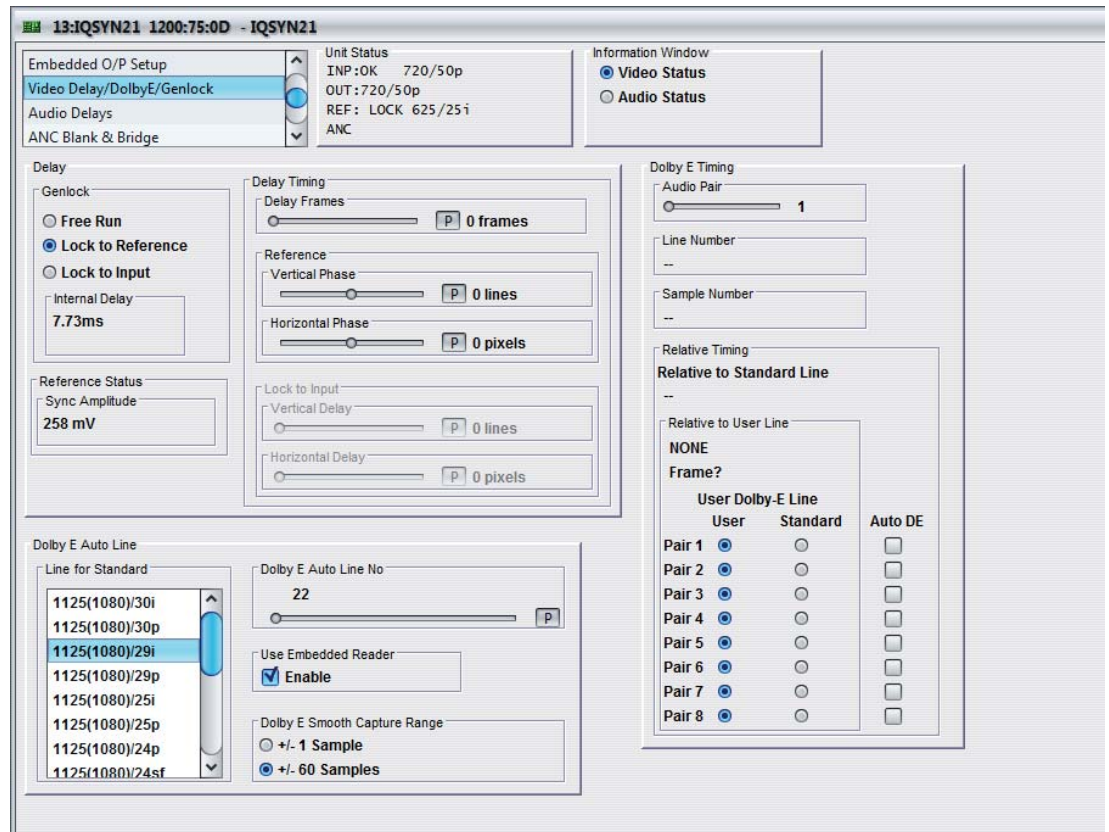 13:IQSYN21 1200:75:0D - IQSYN21
Embedded O/P Setup
Video Delay/DolbyE/Genlock
Audio Delays
ANC Blank & Bridge
Unit Status
INP:OK 720/50p
OUT:720/50p
REF: LOCK 625/25i
ANC
Information Window
Video Status
Audio Status
Delay
Genlock
Free Run
Lock to Reference
Lock to Input
Internal Delay
7.73ms
Reference Status
Sync Amplitude
258 mV
Delay Timing
Delay Frames
P 0 frames
Reference
Vertical Phase
P 0 lines
Horizontal Phase
P 0 pixels
Lock to Input
Vertical Delay
P 0 lines
Horizontal Delay
P 0 pixels
Dolby E Timing
Audio Pair
1
Line Number
--
Sample Number
--
Relative Timing
Relative to Standard Line
--
Relative to User Line
NONE
Frame?
User Dolby-E Line
User Standard Auto DE
Pair 1
Pair 2
Pair 3
Pair 4
Pair 5
Pair 6
Pair 7
Pair 8
Dolby E Auto Line
Line for Standard
1125(1080)/30i
1125(1080)/30p
1125(1080)/29i
1125(1080)/29p
1125(1080)/25i
1125(1080)/25p
1125(1080)/24p
1125(1080)/24sf
Dolby E Auto Line No
22
P
Use Embedded Reader
Enable
Dolby E Smooth Capture Range
+/- 1 Sample
+/- 60 Samples